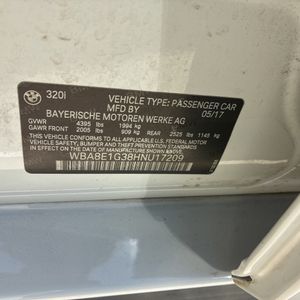 320i
VEHICLE TYPE: PASSENGER CAR
MFD BY 05/17
BAYERISCHE MOTOREN WERKE AG
GVWR 4395 lbs 1994 kg
GAWR FRONT 2005 lbs 909 kg REAR 2525 lbs 1145 kg
THIS VEHICLE CONFORMS TO ALL APPLICABLE FEDERAL MOTOR
VEHICLE SAFETY, BUMPER, AND THEFT PREVENTION STANDARDS
IN EFFECT ON THE DATE OF MANUFACTURE SHOWN ABOVE.
WBA8E1G38HNU17209